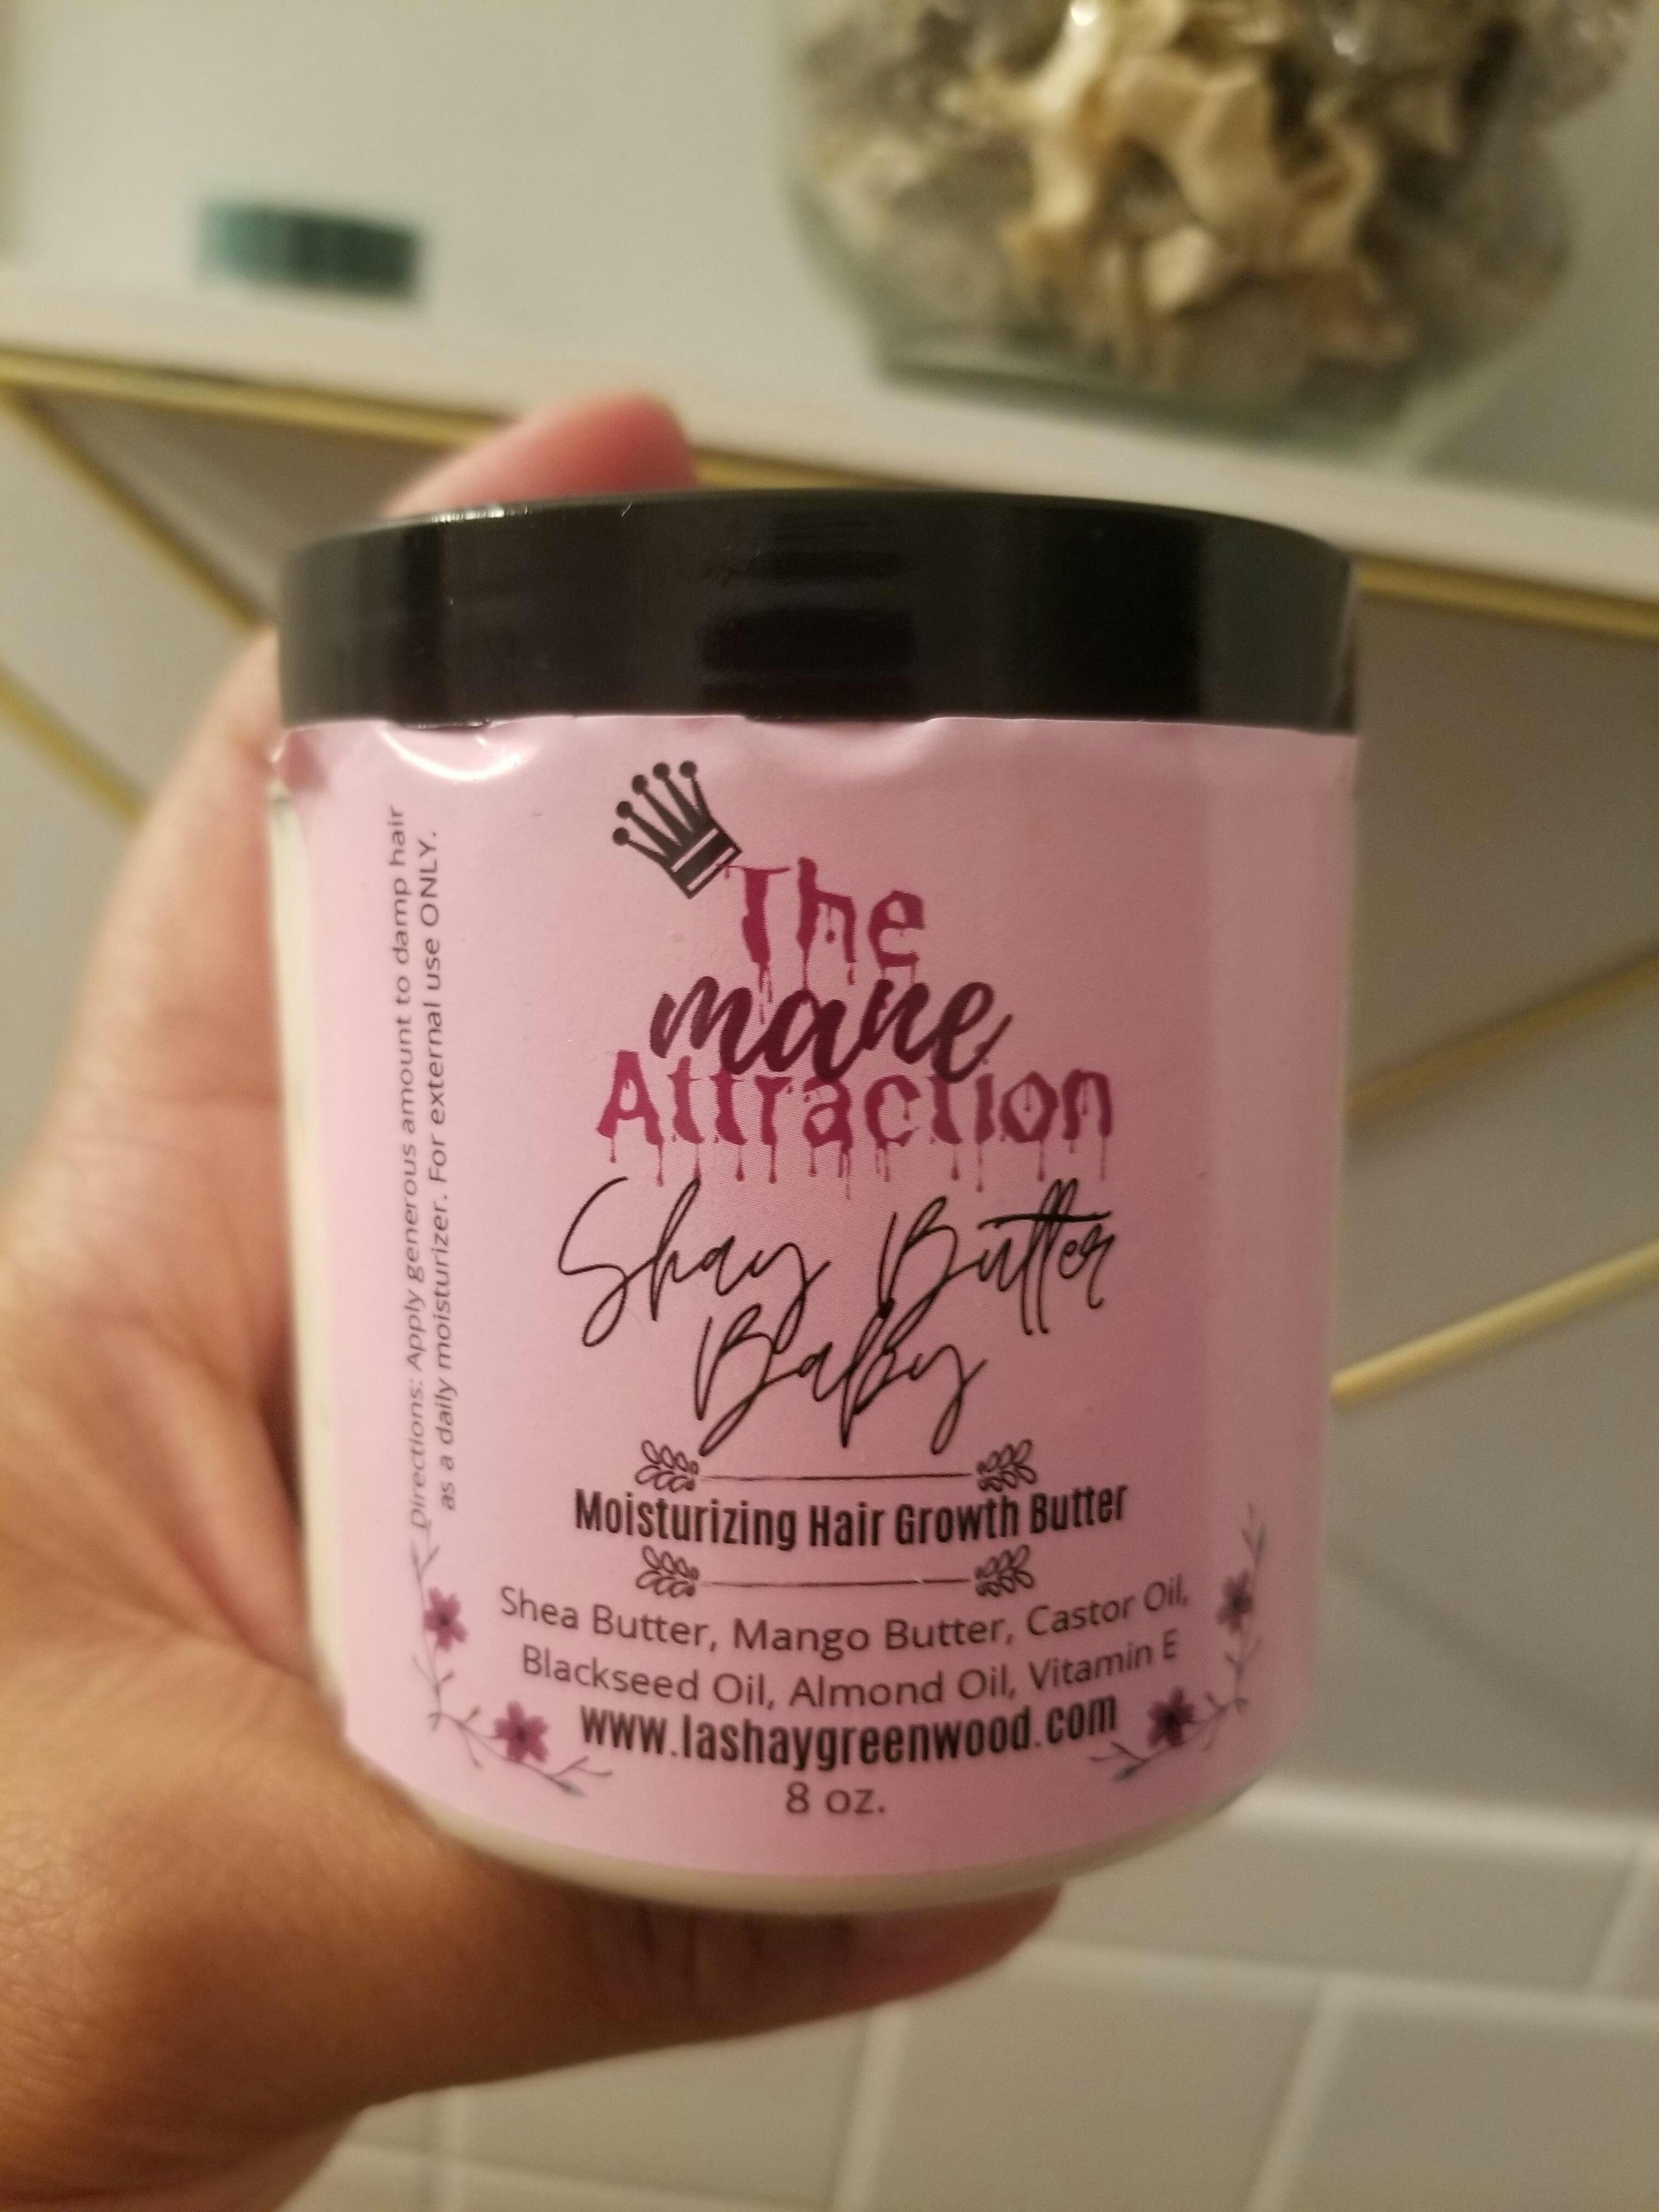 The
mane
Attraction
Shay Butter
Baby
Moisturizing Hair Growth Butter
Shea Butter, Mango Butter, Castor Oil,
Blackseed Oil, Almond Oil, Vitamin E
www.lashaygreenwood.com
8 oz.
Directions: Apply generous amount to damp hair
as a daily moisturizer. For external use ONLY.